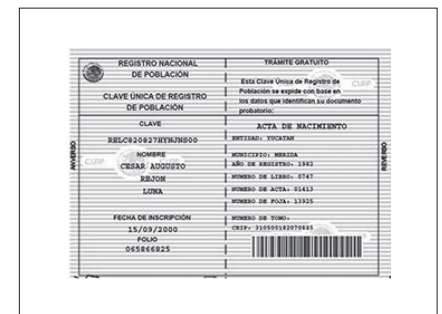 REGISTRO NACIONAL
DE POBLACIÓN
CLAVE ÚNICA DE REGISTRO
DE POBLACIÓN
CLAVE
RELC820827HYNJNS00
NOMBRE
CESAR AUGUSTO
REJON
LUNA
FECHA DE INSCRIPCIÓN
15/09/2000
FOLIO
065866825
ANVERSO
TRÁMITE GRATUITO
Esta Clave Única de Registro de
Población se expide con base en
los datos que identifican su documento
probatorio:
ACTA DE NACIMIENTO
ENTIDAD: YUCATAN
MUNICIPIO: MERIDA
AÑO DE REGISTRO: 1982
NUMERO DE LIBRO: 0747
NUMERO DE ACTA: 01413
NUMERO DE FOJA: 13925
NUMERO DE TOMO:
CRIP: 310500182070885
REVERSO
CURP
CURP